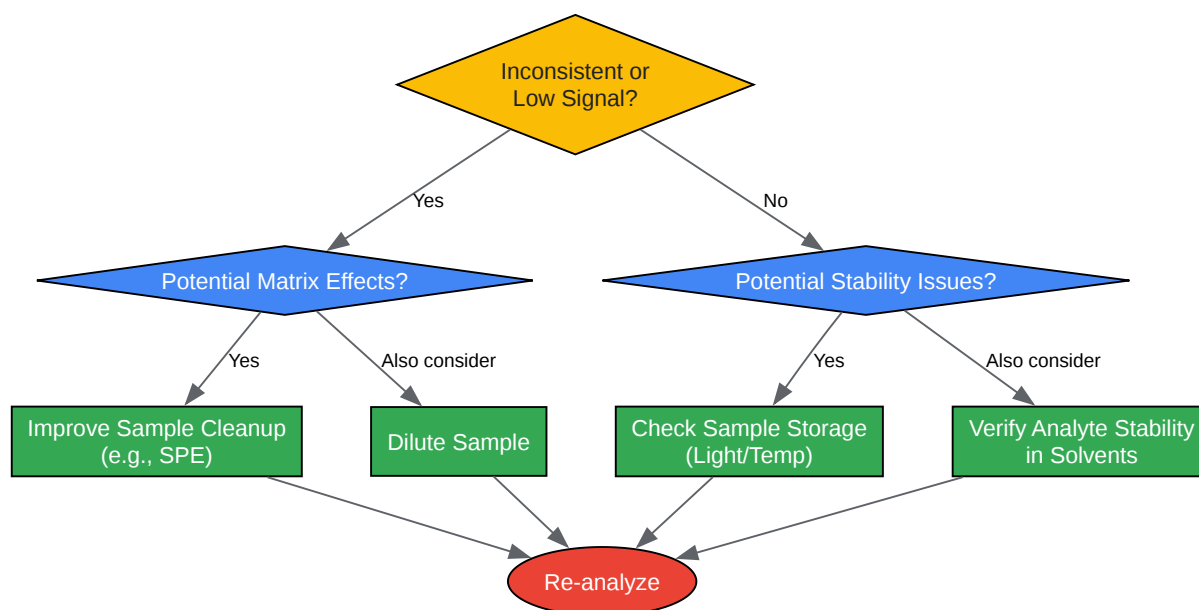 Inconsistent or
Low Signal?
Yes
No
Potential Matrix Effects?
Potential Stability Issues?
Yes
Also consider
Yes
Also consider
Improve Sample Cleanup
(e.g., SPE)
Dilute Sample
Check Sample Storage
(Light/Temp)
Verify Analyte Stability
in Solvents
Re-analyze